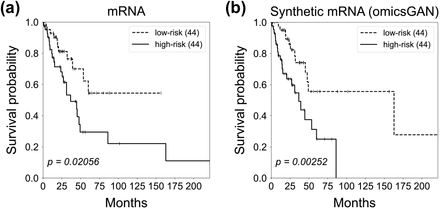 (a) mRNA
low-risk (44)
high-risk (44)
Survival probability
1.0
0.8
0.6
0.4
0.2
0.0
p = 0.02056
0 25 50 75 100 125 150 175 200
Months
(b) Synthetic mRNA (omicsGAN)
low-risk (44)
high-risk (44)
Survival probability
1.0
0.8
0.6
0.4
0.2
0.0
p = 0.00252
0 25 50 75 100 125 150 175 200
Months